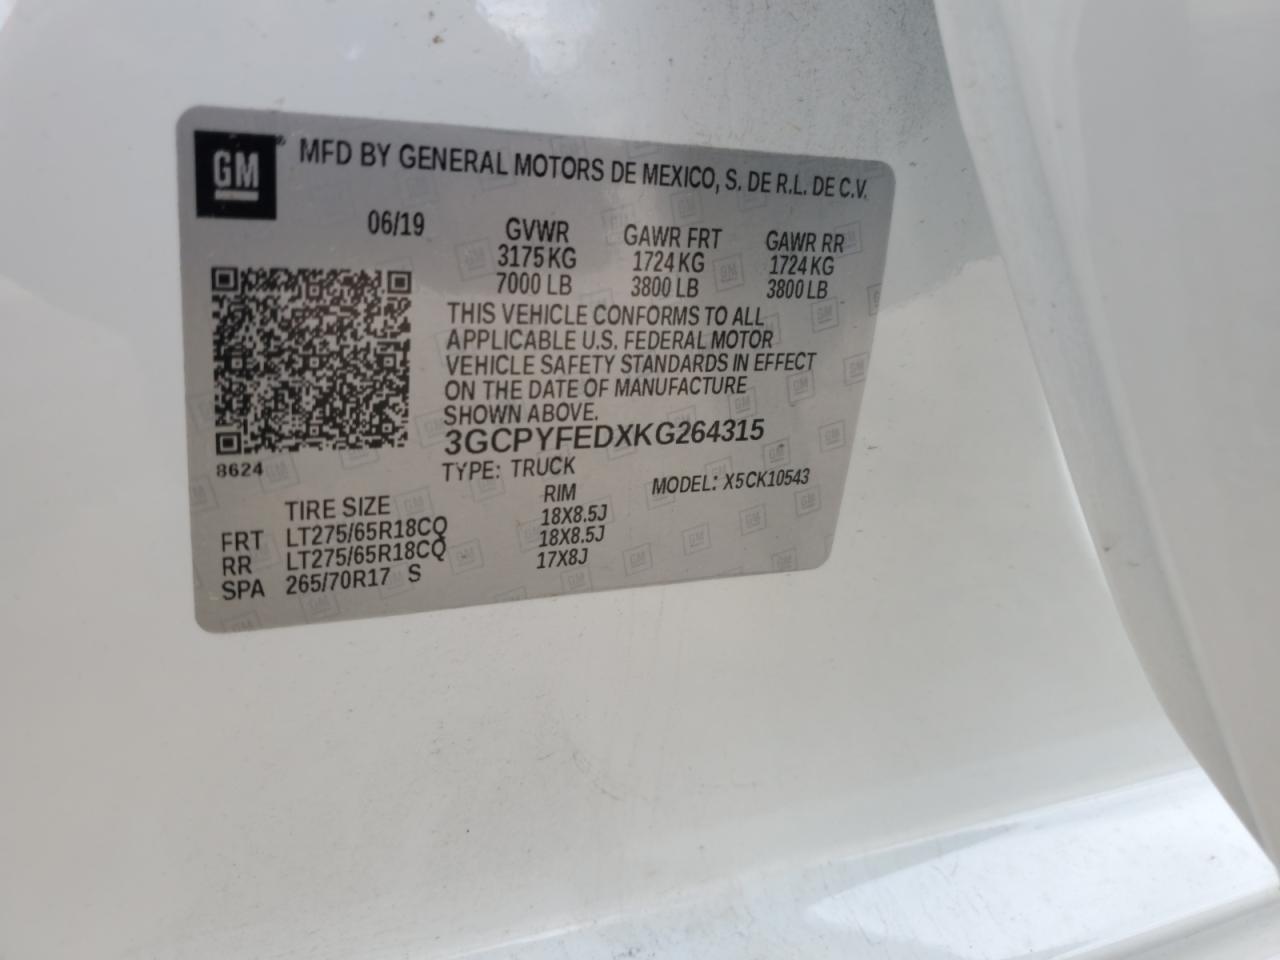 GM ® MFD BY GENERAL MOTORS DE MEXICO, S. DE R.L. DE C.V.
06/19 GVWR GAWR FRT GAWR RR
3175 KG 1724 KG 1724 KG
7000 LB 3800 LB 3800 LB
THIS VEHICLE CONFORMS TO ALL
APPLICABLE U.S. FEDERAL MOTOR
VEHICLE SAFETY STANDARDS IN EFFECT
ON THE DATE OF MANUFACTURE
SHOWN ABOVE.
3GCPYFEDXKG264315
8624 TYPE: TRUCK MODEL: X5CK10543
TIRE SIZE RIM
FRT LT275/65R18CQ 18X8.5J
RR LT275/65R18CQ 18X8.5J
SPA 265/70R17 S 17X8J